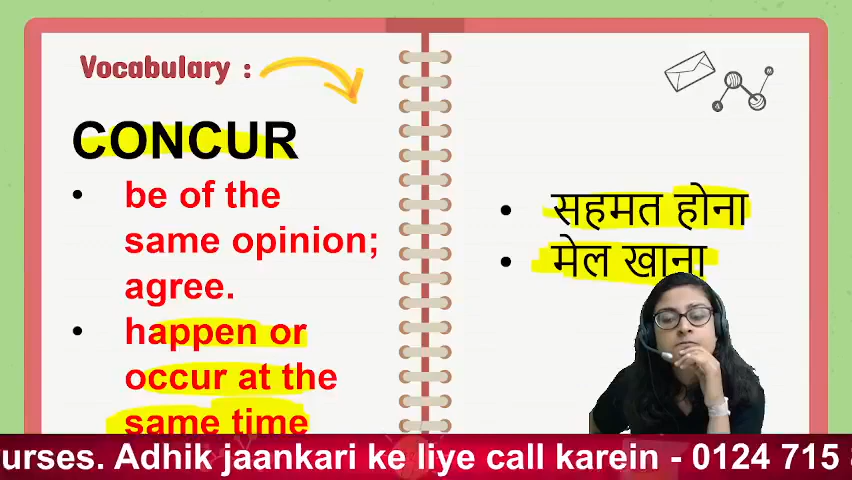 Vocabulary :
CONCUR
• be of the
same opinion;
agree.
• happen or
occur at the
same time
• सहमत होना
• मेल खाना
urses. Adhik jaankari ke liye call karein - 0124 715